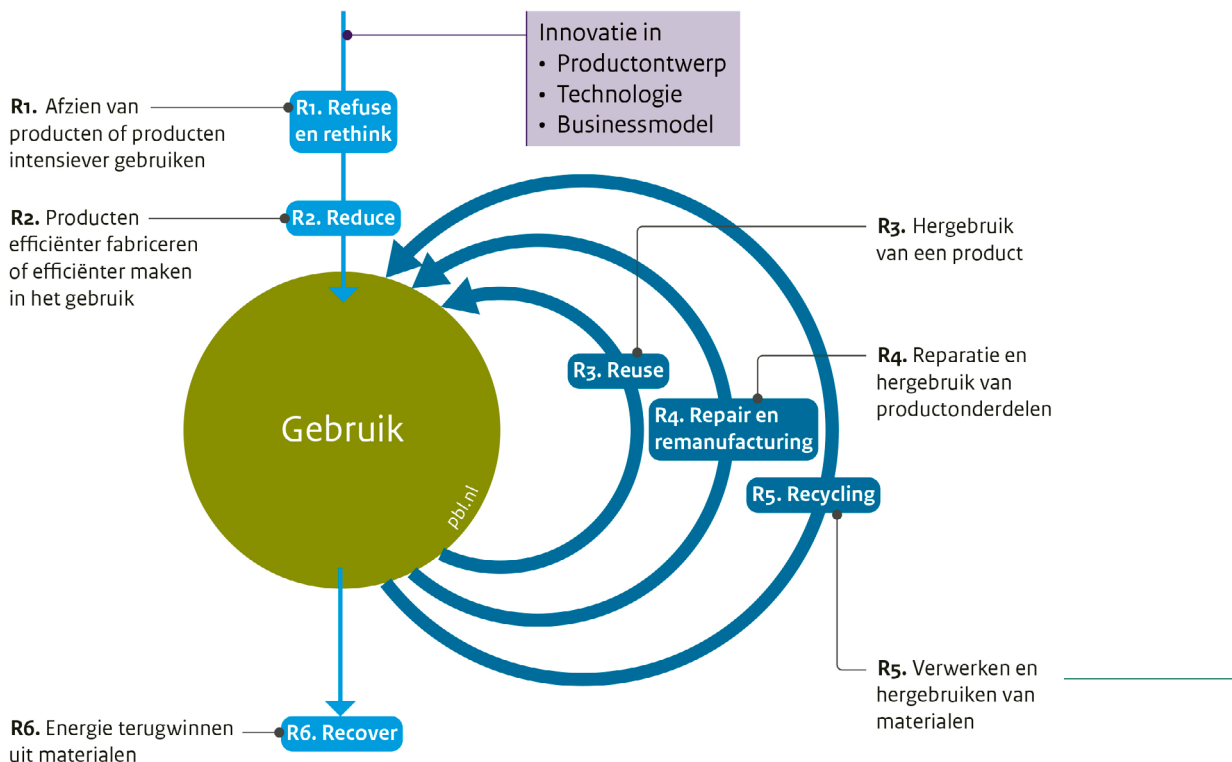 Innovatie in
• Productontwerp
• Technologie
• Businessmodel
R1. Afzien van
producten of producten
intensiever gebruiken
R1. Refuse
en rethink
R2. Producten
efficiënter fabriceren
of efficiënter maken
in het gebruik
R2. Reduce
R3. Hergebruik
van een product
R3. Reuse
R4. Reparatie en
hergebruik van
productonderdelen
R4. Repair en
remanufacturing
Gebruik
pbl.nl
R5. Recycling
R5. Verwerken en
hergebruiken van
materialen
R6. Energie terugwinnen
uit materialen
R6. Recover